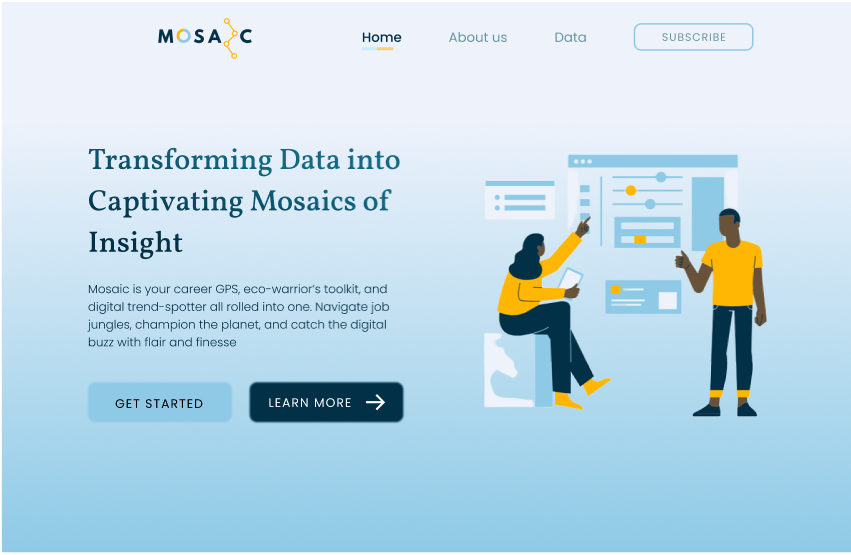 MOSAIC
Home
About us
Data
SUBSCRIBE
Transforming Data into
Captivating Mosaics of
Insight
Mosaic is your career GPS, eco-warrior’s toolkit, and
digital trend-spotter all rolled into one. Navigate job
jungles, champion the planet, and catch the digital
buzz with flair and finesse
GET STARTED
LEARN MORE